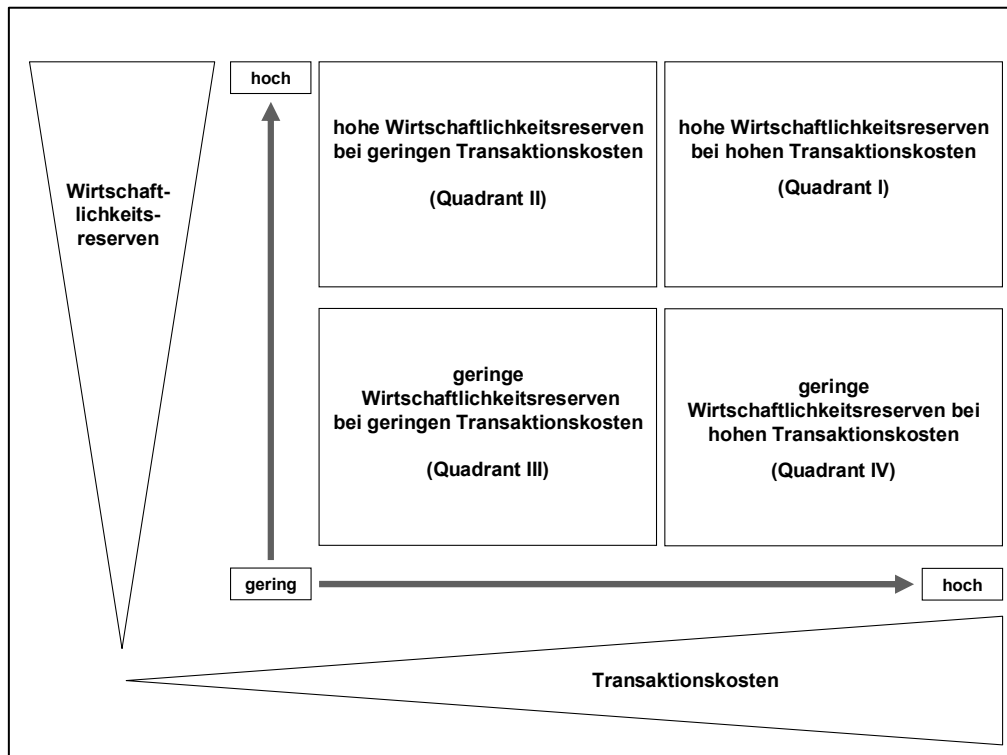 hoch
hohe Wirtschaftlichkeitsreserven
bei geringen Transaktionskosten
(Quadrant II)
hohe Wirtschaftlichkeitsreserven
bei hohen Transaktionskosten
(Quadrant I)
Wirtschaft-
lichkeits-
reserven
geringe
Wirtschaftlichkeitsreserven
bei geringen Transaktionskosten
(Quadrant III)
geringe
Wirtschaftlichkeitsreserven bei
hohen Transaktionskosten
(Quadrant IV)
gering
hoch
Transaktionskosten